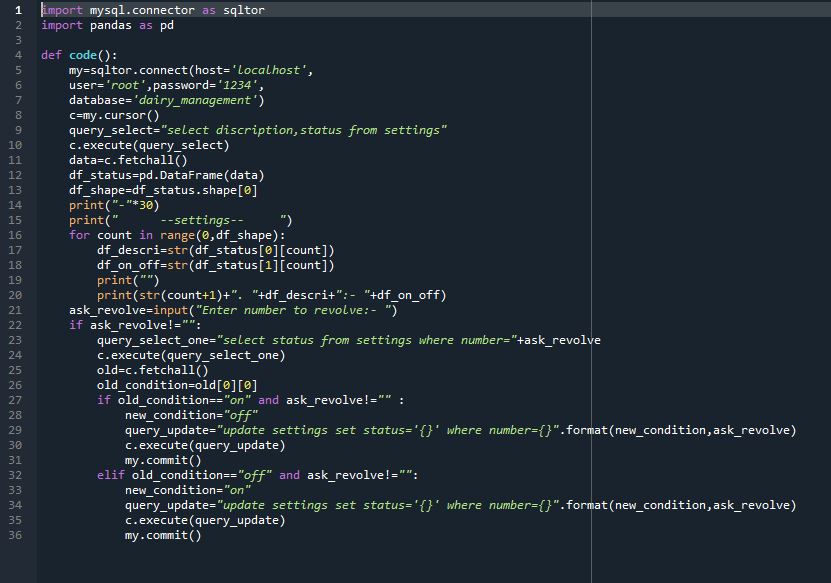 1 import mysql.connector as sqltor
2 import pandas as pd
3
4 def code():
5     my=sqltor.connect(host='localhost',
6     user='root',password='1234',
7     database='dairy_management')
8     c=my.cursor()
9     query_select="select discription,status from settings"
10     c.execute(query_select)
11     data=c.fetchall()
12     df_status=pd.DataFrame(data)
13     df_shape=df_status.shape[0]
14     print("-"*30)
15     print("      --settings--     ")
16     for count in range(0,df_shape):
17         df_descri=str(df_status[0][count])
18         df_on_off=str(df_status[1][count])
19         print("")
20         print(str(count+1)+". "+df_descri+":- "+df_on_off)
21     ask_revolve=input("Enter number to revolve:- ")
22     if ask_revolve!="":
23         query_select_one="select status from settings where number="+ask_revolve
24         c.execute(query_select_one)
25         old=c.fetchall()
26         old_condition=old[0][0]
27         if old_condition=="on" and ask_revolve!="" :
28             new_condition="off"
29             query_update="update settings set status='{}' where number={}".format(new_condition,ask_revolve)
30             c.execute(query_update)
31             my.commit()
32         elif old_condition=="off" and ask_revolve!="":
33             new_condition="on"
34             query_update="update settings set status='{}' where number={}".format(new_condition,ask_revolve)
35             c.execute(query_update)
36             my.commit()